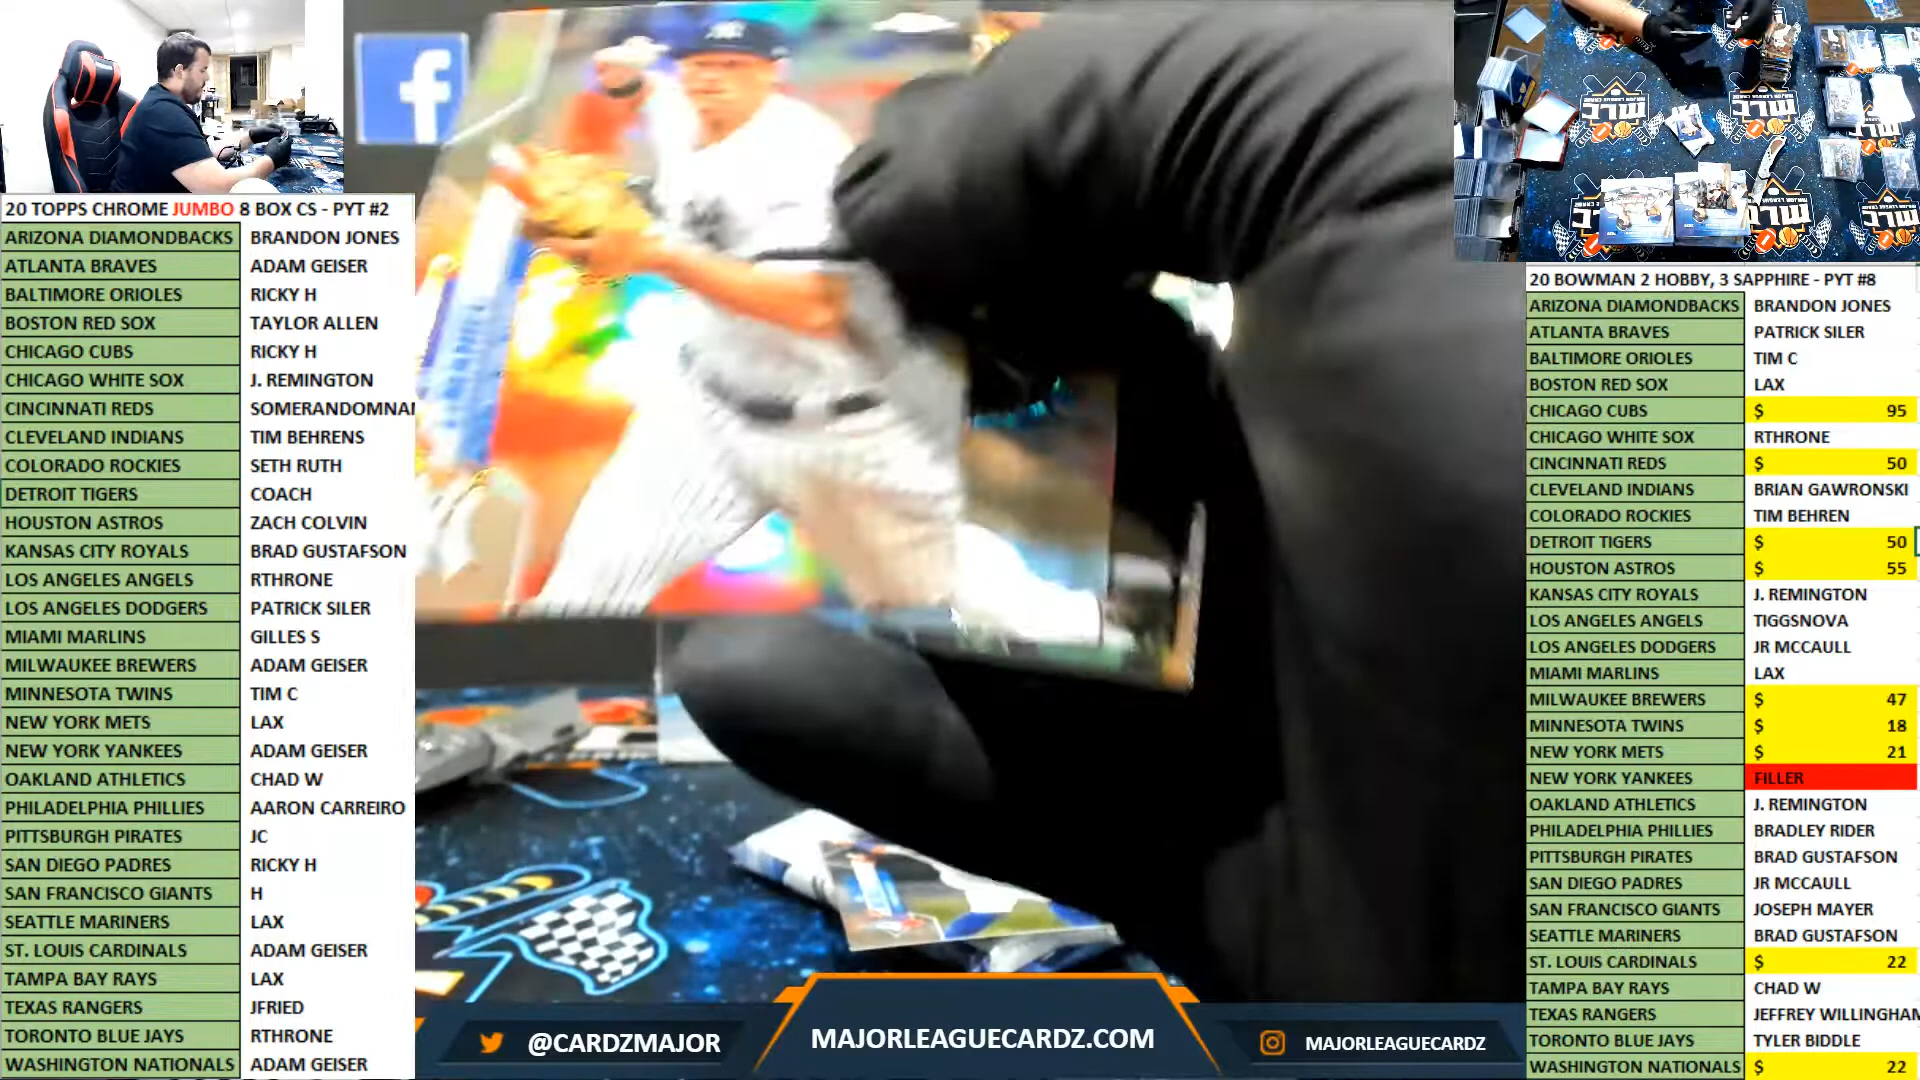 20 TOPPS CHROME JUMBO 8 BOX CS - PYT #2
ARIZONA DIAMONDBACKS BRANDON JONES
ATLANTA BRAVES ADAM GEISER
BALTIMORE ORIOLES RICKY H
BOSTON RED SOX TAYLOR ALLEN
CHICAGO CUBS RICKY H
CHICAGO WHITE SOX J. REMINGTON
CINCINNATI REDS SOMERANDOMNA
CLEVELAND INDIANS TIM BEHRENS
COLORADO ROCKIES SETH RUTH
DETROIT TIGERS COACH
HOUSTON ASTROS ZACH COLVIN
KANSAS CITY ROYALS BRAD GUSTAFSON
LOS ANGELES ANGELS RTHRONE
LOS ANGELES DODGERS PATRICK SILER
MIAMI MARLINS GILLES S
MILWAUKEE BREWERS ADAM GEISER
MINNESOTA TWINS TIM C
NEW YORK METS LAX
NEW YORK YANKEES ADAM GEISER
OAKLAND ATHLETICS CHAD W
PHILADELPHIA PHILLIES AARON CARREIRO
PITTSBURGH PIRATES JC
SAN DIEGO PADRES RICKY H
SAN FRANCISCO GIANTS H
SEATTLE MARINERS LAX
ST. LOUIS CARDINALS ADAM GEISER
TAMPA BAY RAYS LAX
TEXAS RANGERS JFRIED
TORONTO BLUE JAYS RTHRONE
WASHINGTON NATIONALS ADAM GEISER
f
@CARDZMAJOR
MAJORLEAGUECARDZ.COM
MAJORLEAGUECARDZ
20 BOWMAN 2 HOBBY, 3 SAPPHIRE - PYT #8
ARIZONA DIAMONDBACKS BRANDON JONES
ATLANTA BRAVES PATRICK SILER
BALTIMORE ORIOLES TIM C
BOSTON RED SOX LAX
CHICAGO CUBS $ 95
CHICAGO WHITE SOX RTHRONE
CINCINNATI REDS $ 50
CLEVELAND INDIANS BRIAN GAWRONSKI
COLORADO ROCKIES TIM BEHREN
DETROIT TIGERS $ 50
HOUSTON ASTROS $ 55
KANSAS CITY ROYALS J. REMINGTON
LOS ANGELES ANGELS TIGGSNOVA
LOS ANGELES DODGERS JR MCCAULL
MIAMI MARLINS LAX
MILWAUKEE BREWERS $ 47
MINNESOTA TWINS $ 18
NEW YORK METS $ 21
NEW YORK YANKEES FILLER
OAKLAND ATHLETICS J. REMINGTON
PHILADELPHIA PHILLIES BRADLEY RIDER
PITTSBURGH PIRATES BRAD GUSTAFSON
SAN DIEGO PADRES JR MCCAULL
SAN FRANCISCO GIANTS JOSEPH MAYER
SEATTLE MARINERS BRAD GUSTAFSON
ST. LOUIS CARDINALS $ 22
TAMPA BAY RAYS CHAD W
TEXAS RANGERS JEFFREY WILLINGHAM
TORONTO BLUE JAYS TYLER BIDDLE
WASHINGTON NATIONALS $ 22